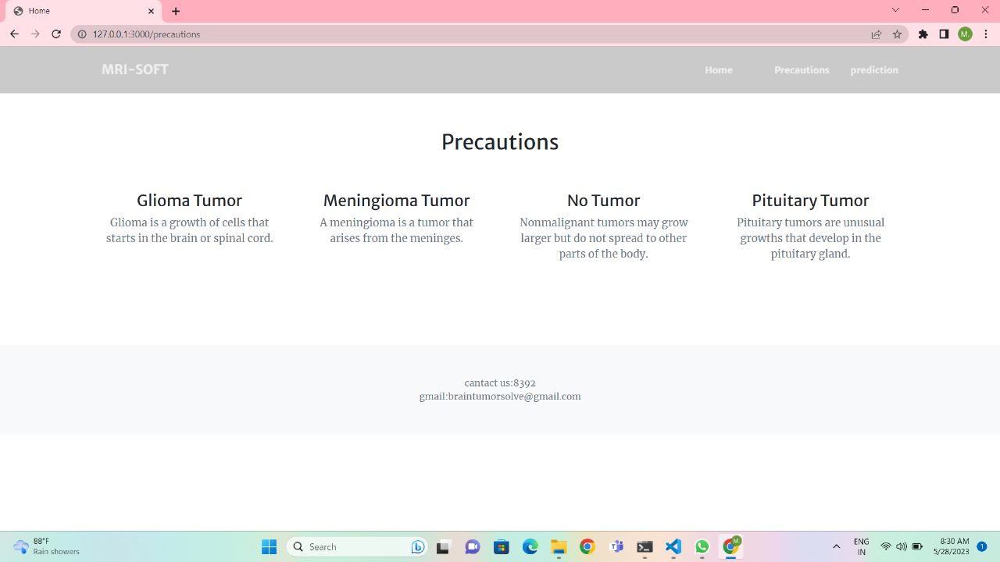 Home
127.0.0.1:3000/precautions
M.
MRI-SOFT
Home Precautions prediction
Precautions
Glioma Tumor
Glioma is a growth of cells that
starts in the brain or spinal cord.
Meningioma Tumor
A meningioma is a tumor that
arises from the meninges.
No Tumor
Nonmalignant tumors may grow
larger but do not spread to other
parts of the body.
Pituitary Tumor
Pituitary tumors are unusual
growths that develop in the
pituitary gland.
cantact us:8392
gmail:braintumorsolve@gmail.com
88°F
Rain showers
Search
M
ENG
IN
8:30 AM
5/28/2023
1